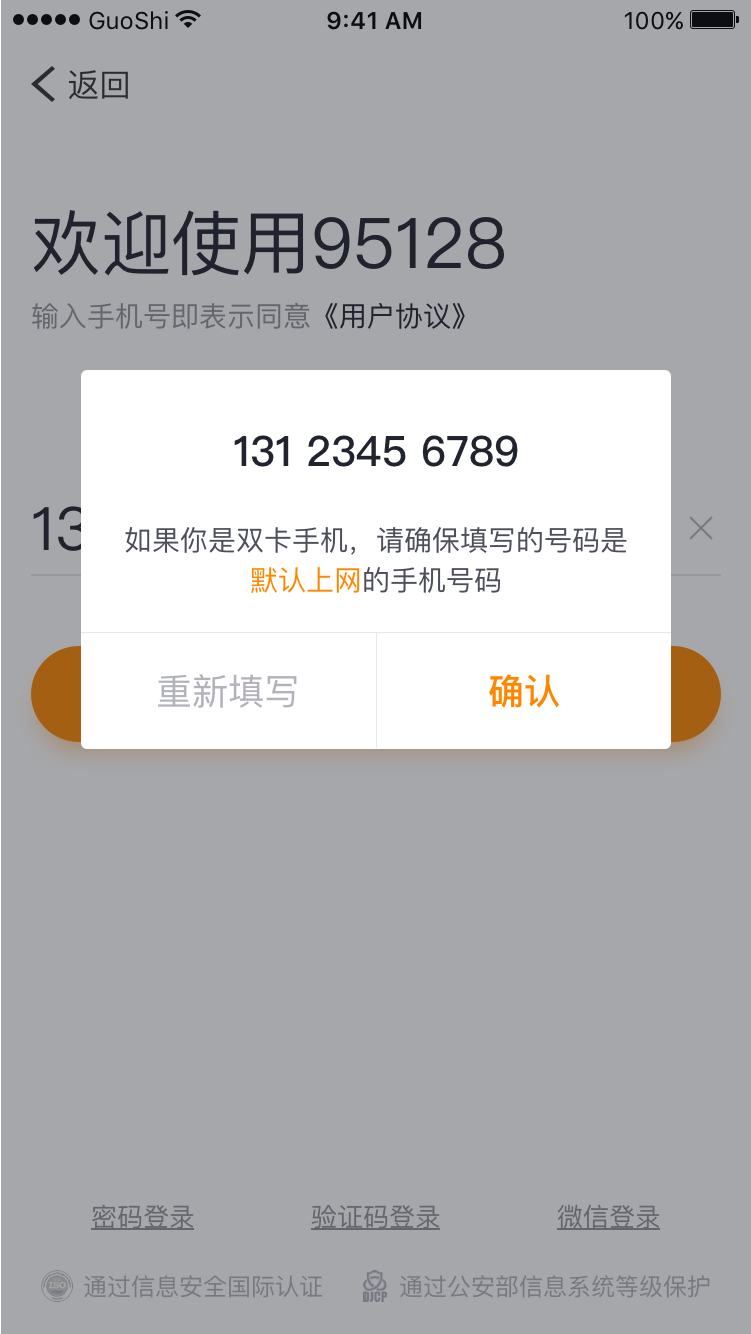 GuoShi 9:41 AM 100%
返回
欢迎使用95128
输入手机号即表示同意《用户协议》
131 2345 6789
13
如果你是双卡手机，请确保填写的号码是
默认上网的手机号码
重新填写 确认
密码登录 验证码登录 微信登录
通过信息安全国际认证 DJCP 通过公安部信息系统等级保护